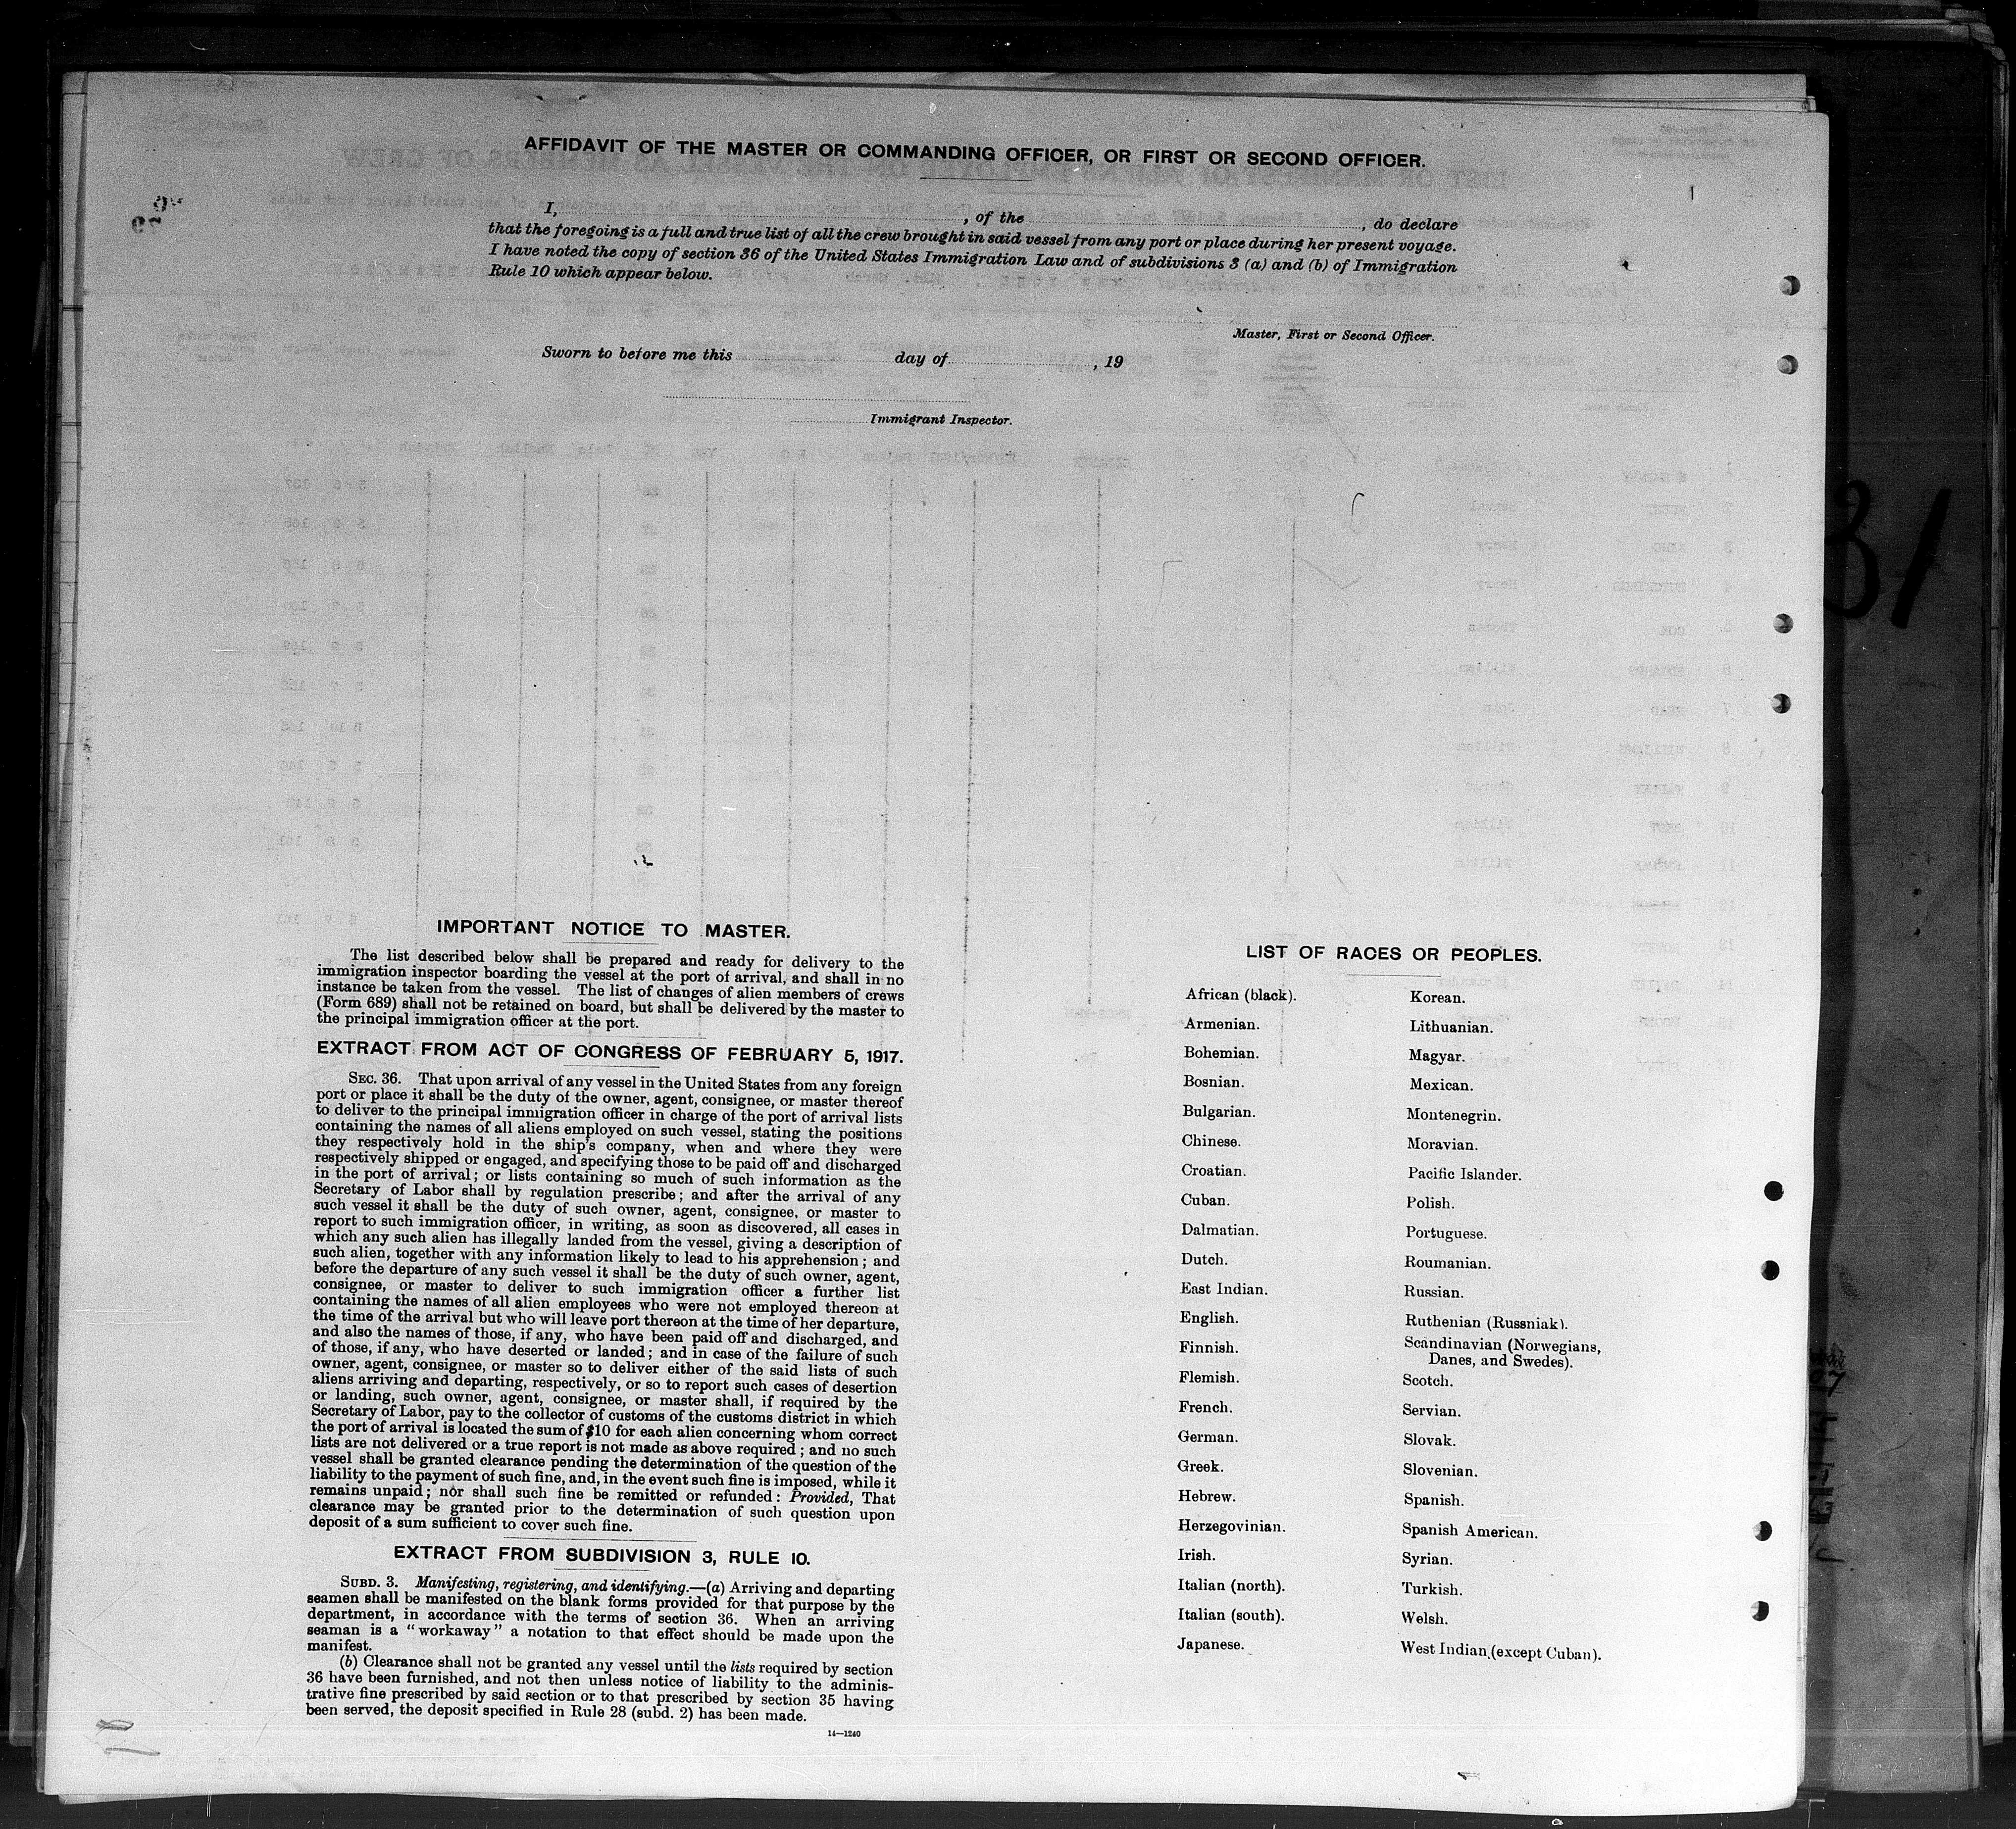 AFFIDAVIT OF THE MASTER OR COMMANDING OFFICER, OR FIRST OR SECOND OFFICER.
I, , of the , do declare
that the foregoing is a full and true list of all the crew brought in said vessel from any port or place during her present voyage.
I have noted the copy of section 36 of the United States Immigration Law and of subdivisions 3 (a) and (b) of Immigration
Rule 10 which appear below.
Master, First or Second Officer.
Sworn to before me this day of , 19
Immigrant Inspector.
31
IMPORTANT NOTICE TO MASTER.
The list described below shall be prepared and ready for delivery to the
immigration inspector boarding the vessel at the port of arrival, and shall in no
instance be taken from the vessel. The list of changes of alien members of crews
(Form 689) shall not be retained on board, but shall be delivered by the master to
the principal immigration officer at the port.
EXTRACT FROM ACT OF CONGRESS OF FEBRUARY 5, 1917.
SEC. 36. That upon arrival of any vessel in the United States from any foreign
port or place it shall be the duty of the owner, agent, consignee, or master thereof
to deliver to the principal immigration officer in charge of the port of arrival lists
containing the names of all aliens employed on such vessel, stating the positions
they respectively hold in the ship's company, when and where they were
respectively shipped or engaged, and specifying those to be paid off and discharged
in the port of arrival; or lists containing so much of such information as the
Secretary of Labor shall by regulation prescribe; and after the arrival of any
such vessel it shall be the duty of such owner, agent, consignee, or master to
report to such immigration officer, in writing, as soon as discovered, all cases in
which any such alien has illegally landed from the vessel, giving a description of
such alien, together with any information likely to lead to his apprehension; and
before the departure of any such vessel it shall be the duty of such owner, agent,
consignee, or master to deliver to such immigration officer a further list
containing the names of all alien employees who were not employed thereon at
the time of the arrival but who will leave port thereon at the time of her departure,
and also the names of those, if any, who have been paid off and discharged, and
of those, if any, who have deserted or landed; and in case of the failure of such
owner, agent, consignee, or master so to deliver either of the said lists of such
aliens arriving and departing, respectively, or so to report such cases of desertion
or landing, such owner, agent, consignee, or master shall, if required by the
Secretary of Labor, pay to the collector of customs of the customs district in which
the port of arrival is located the sum of $10 for each alien concerning whom correct
lists are not delivered or a true report is not made as above required; and no such
vessel shall be granted clearance pending the determination of the question of the
liability to the payment of such fine, and, in the event such fine is imposed, while it
remains unpaid; nor shall such fine be remitted or refunded: Provided, That
clearance may be granted prior to the determination of such question upon
deposit of a sum sufficient to cover such fine.
EXTRACT FROM SUBDIVISION 3, RULE 10.
SUBD. 3. Manifesting, registering, and identifying.—(a) Arriving and departing
seamen shall be manifested on the blank forms provided for that purpose by the
department, in accordance with the terms of section 36. When an arriving
seaman is a "workaway" a notation to that effect should be made upon the
manifest.
(b) Clearance shall not be granted any vessel until the lists required by section
36 have been furnished, and not then unless notice of liability to the adminis-
trative fine prescribed by said section or to that prescribed by section 35 having
been served, the deposit specified in Rule 28 (subd. 2) has been made.
14—1240
LIST OF RACES OR PEOPLES.
African (black).
Armenian.
Bohemian.
Bosnian.
Bulgarian.
Chinese.
Croatian.
Cuban.
Dalmatian.
Dutch.
East Indian.
English.
Finnish.
Flemish.
French.
German.
Greek.
Hebrew.
Herzegovinian.
Irish.
Italian (north).
Italian (south).
Japanese.
Korean.
Lithuanian.
Magyar.
Mexican.
Montenegrin.
Moravian.
Pacific Islander.
Polish.
Portuguese.
Roumanian.
Russian.
Ruthenian (Russniak).
Scandinavian (Norwegians,
Danes, and Swedes).
Scotch.
Servian.
Slovak.
Slovenian.
Spanish.
Spanish American.
Syrian.
Turkish.
Welsh.
West Indian (except Cuban).